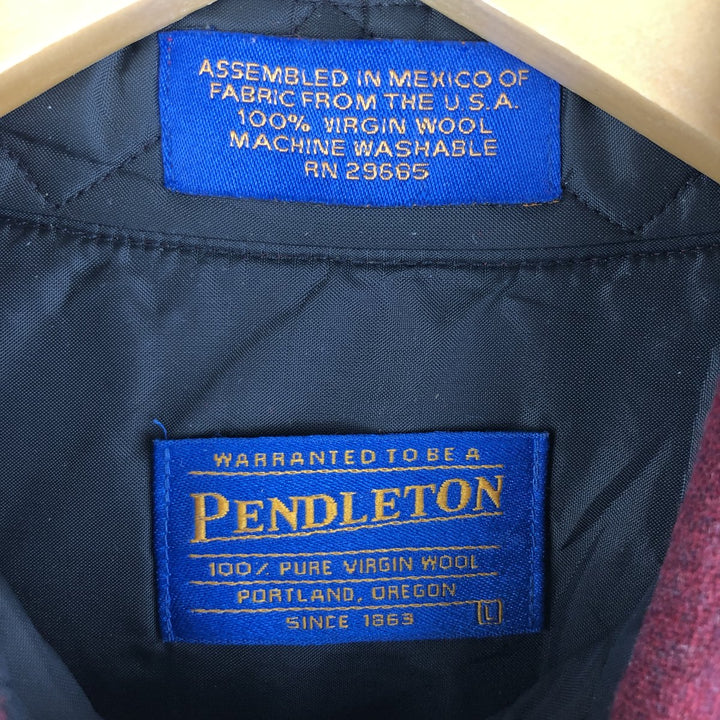 ASSEMBLED IN MEXICO OF
FABRIC FROM THE U.S.A.
100% VIRGIN WOOL
MACHINE WASHABLE
RN 29665
WARRANTED TO BE A
PENDLETON
100% PURE VIRGIN WOOL
PORTLAND, OREGON
SINCE 1863
L